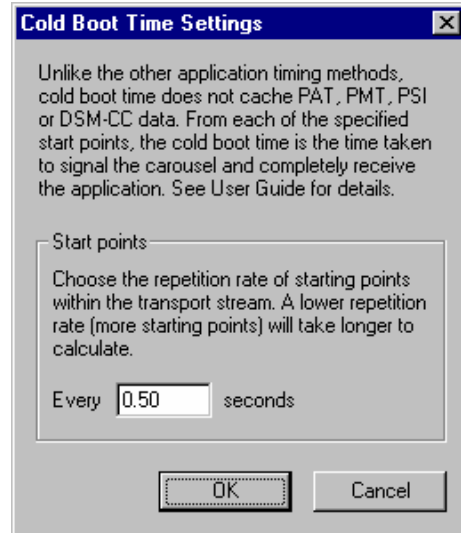 Cold Boot Time Settings
Unlike the other application timing methods,
cold boot time does not cache PAT, PMT, PSI
or DSM-CC data. From each of the specified
start points, the cold boot time is the time taken
to signal the carousel and completely receive
the application. See User Guide for details.
Start points
Choose the repetition rate of starting points
within the transport stream. A lower repetition
rate (more starting points) will take longer to
calculate.
Every 0.50 seconds
OK Cancel